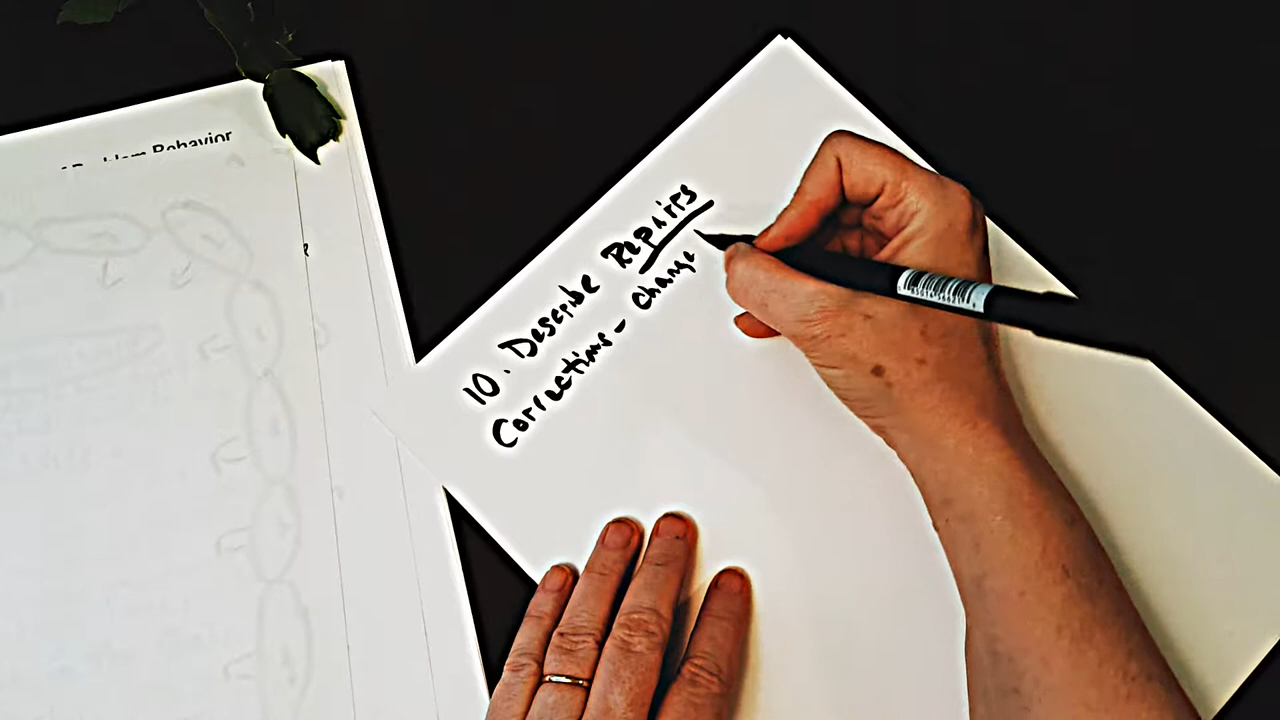 Problem Behavior
10. Describe Repairs
Corrections - change